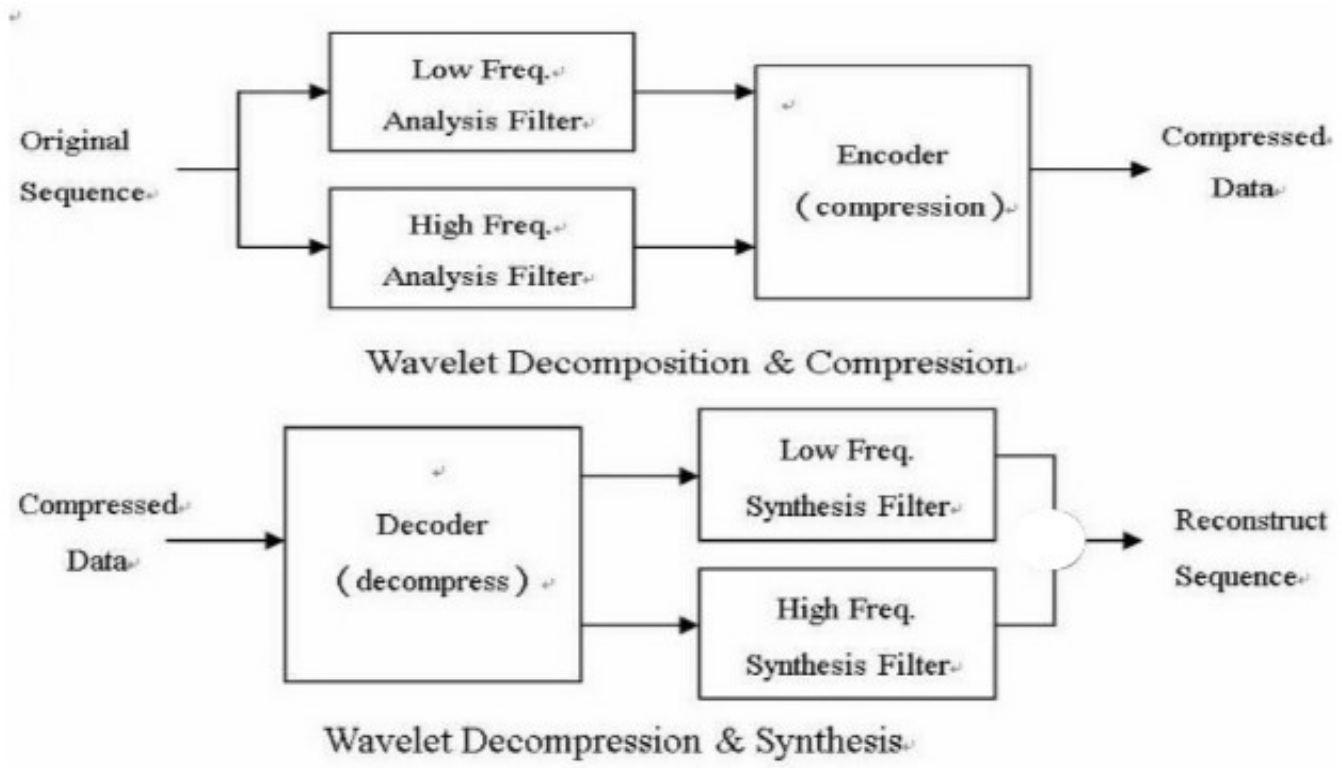 Original
Sequence
Low Freq.
Analysis Filter
High Freq.
Analysis Filter
Encoder
(compression)
Compressed
Data
Wavelet Decomposition & Compression
Compressed
Data
Decoder
(decompress)
Low Freq.
Synthesis Filter
High Freq.
Synthesis Filter
Reconstruct
Sequence
Wavelet Decompression & Synthesis